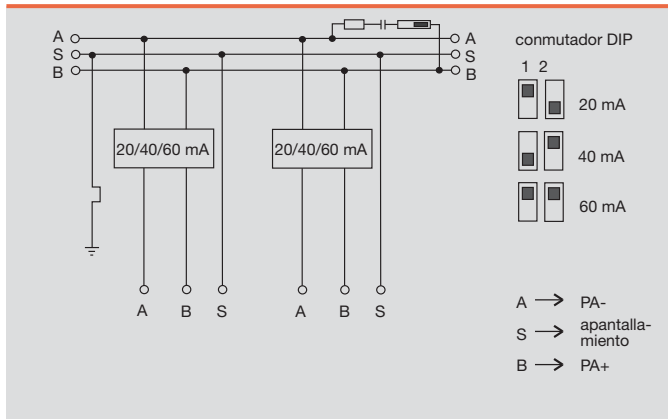 A
S
B
A
S
B
20/40/60 mA
20/40/60 mA
A B S
A B S
conmutador DIP
1 2
20 mA
40 mA
60 mA
A → PA-
S → apantalla-
miento
B → PA+